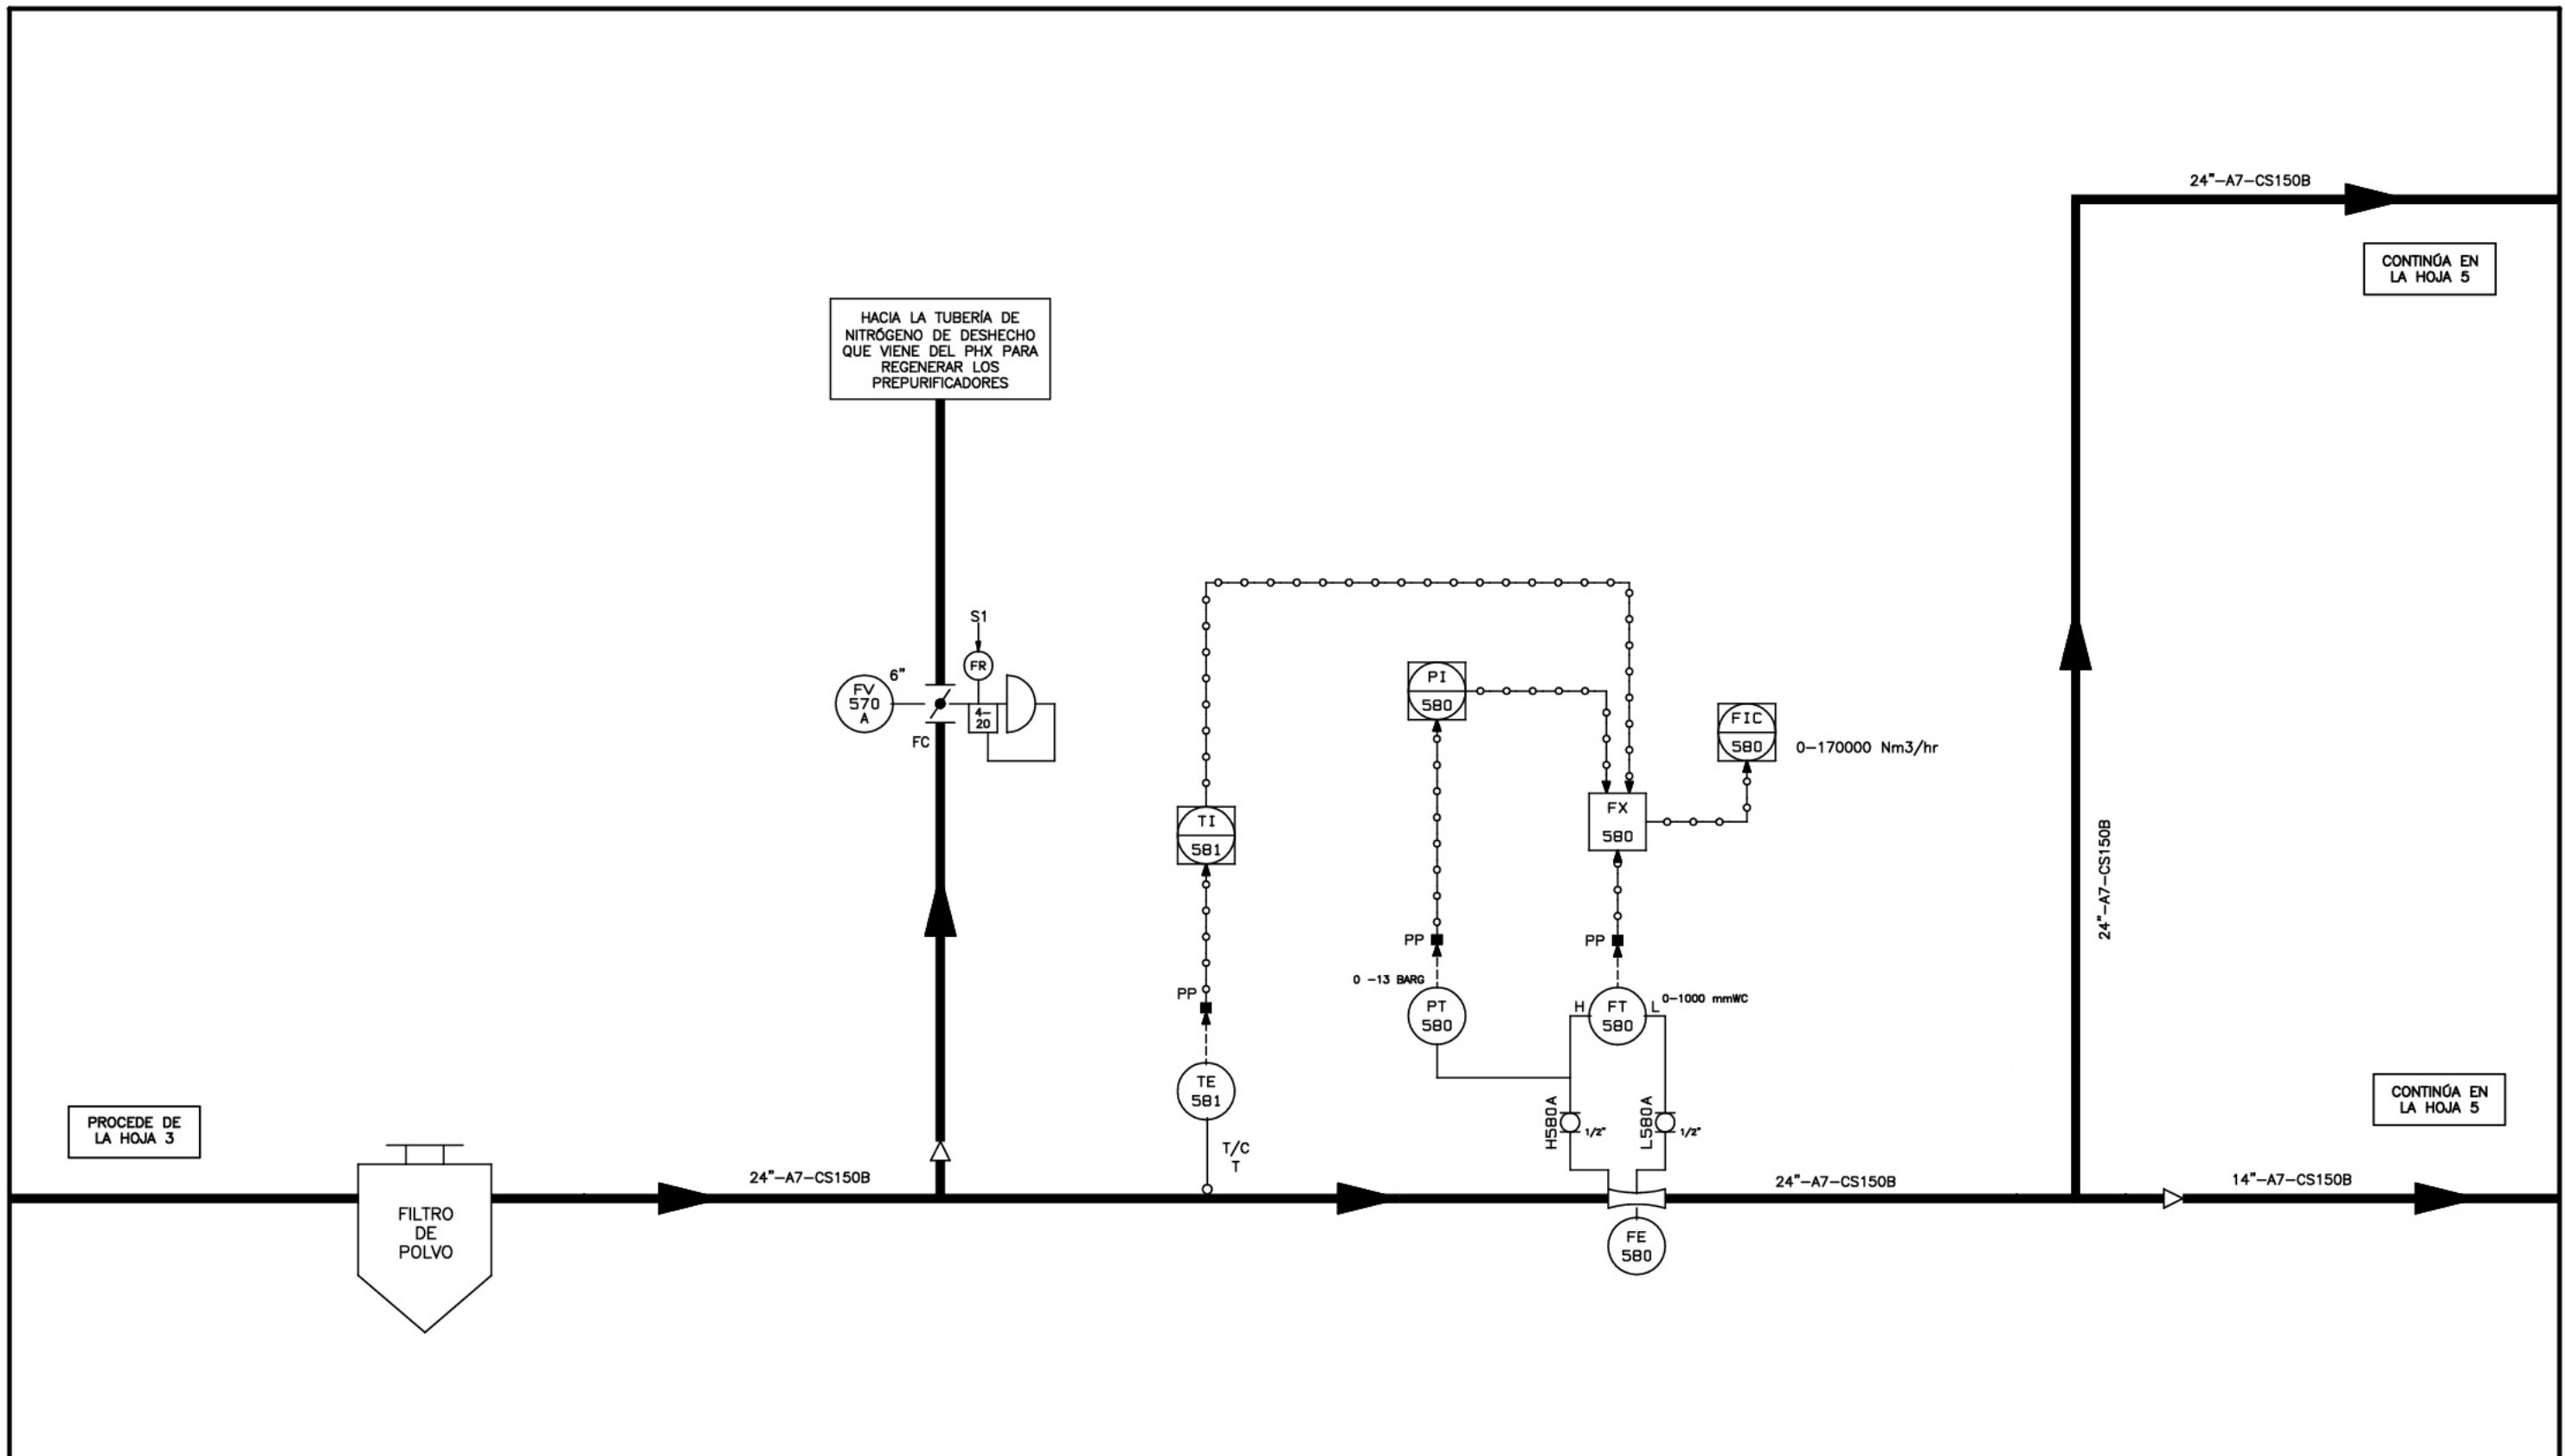 24"-A7-CS150B
CONTINÚA EN
LA HOJA 5
HACIA LA TUBERÍA DE
NITRÓGENO DE DESHECHO
QUE VIENE DEL PHX PARA
REGENERAR LOS
PREPURIFICADORES
S1
FR
6"
FV
570
A
4-
20
FC
PI
580
FIC
580
0-170000 Nm3/hr
TI
581
FX
580
24"-A7-CS150B
PP
PP
0 -13 BARG
PP
PT
580
H
FT
580
L
0-1000 mmWC
TE
581
T/C
T
H580A
1/2"
L580A
1/2"
PROCEDE DE
LA HOJA 3
CONTINÚA EN
LA HOJA 5
24"-A7-CS150B
24"-A7-CS150B
14"-A7-CS150B
FILTRO
DE
POLVO
FE
580